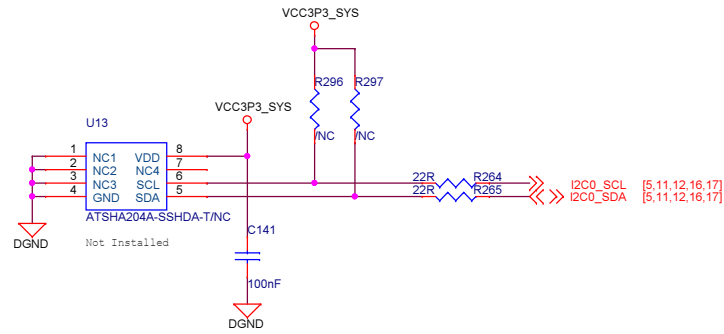 VCC3P3_SYS
R296 R297
VCC3P3_SYS
/NC /NC
U13
1 NC1 VDD 8
2 NC2 NC4 7
3 NC3 SCL 6
4 GND SDA 5
22R R264 I2C0_SCL [5,11,12,16,17]
22R R265 I2C0_SDA [5,11,12,16,17]
ATSHA204A-SSHDA-T/NC
DGND
Not Installed
C141
100nF
DGND